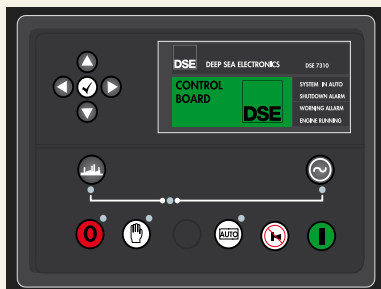 DSE DEEP SEA ELECTRONICS DSE 7310
CONTROL
BOARD
DSE
SYSTEM IN AUTO
SHUTDOWN ALARM
WORNING ALLARM
ENGINE RUNNING
0
AUTO
I